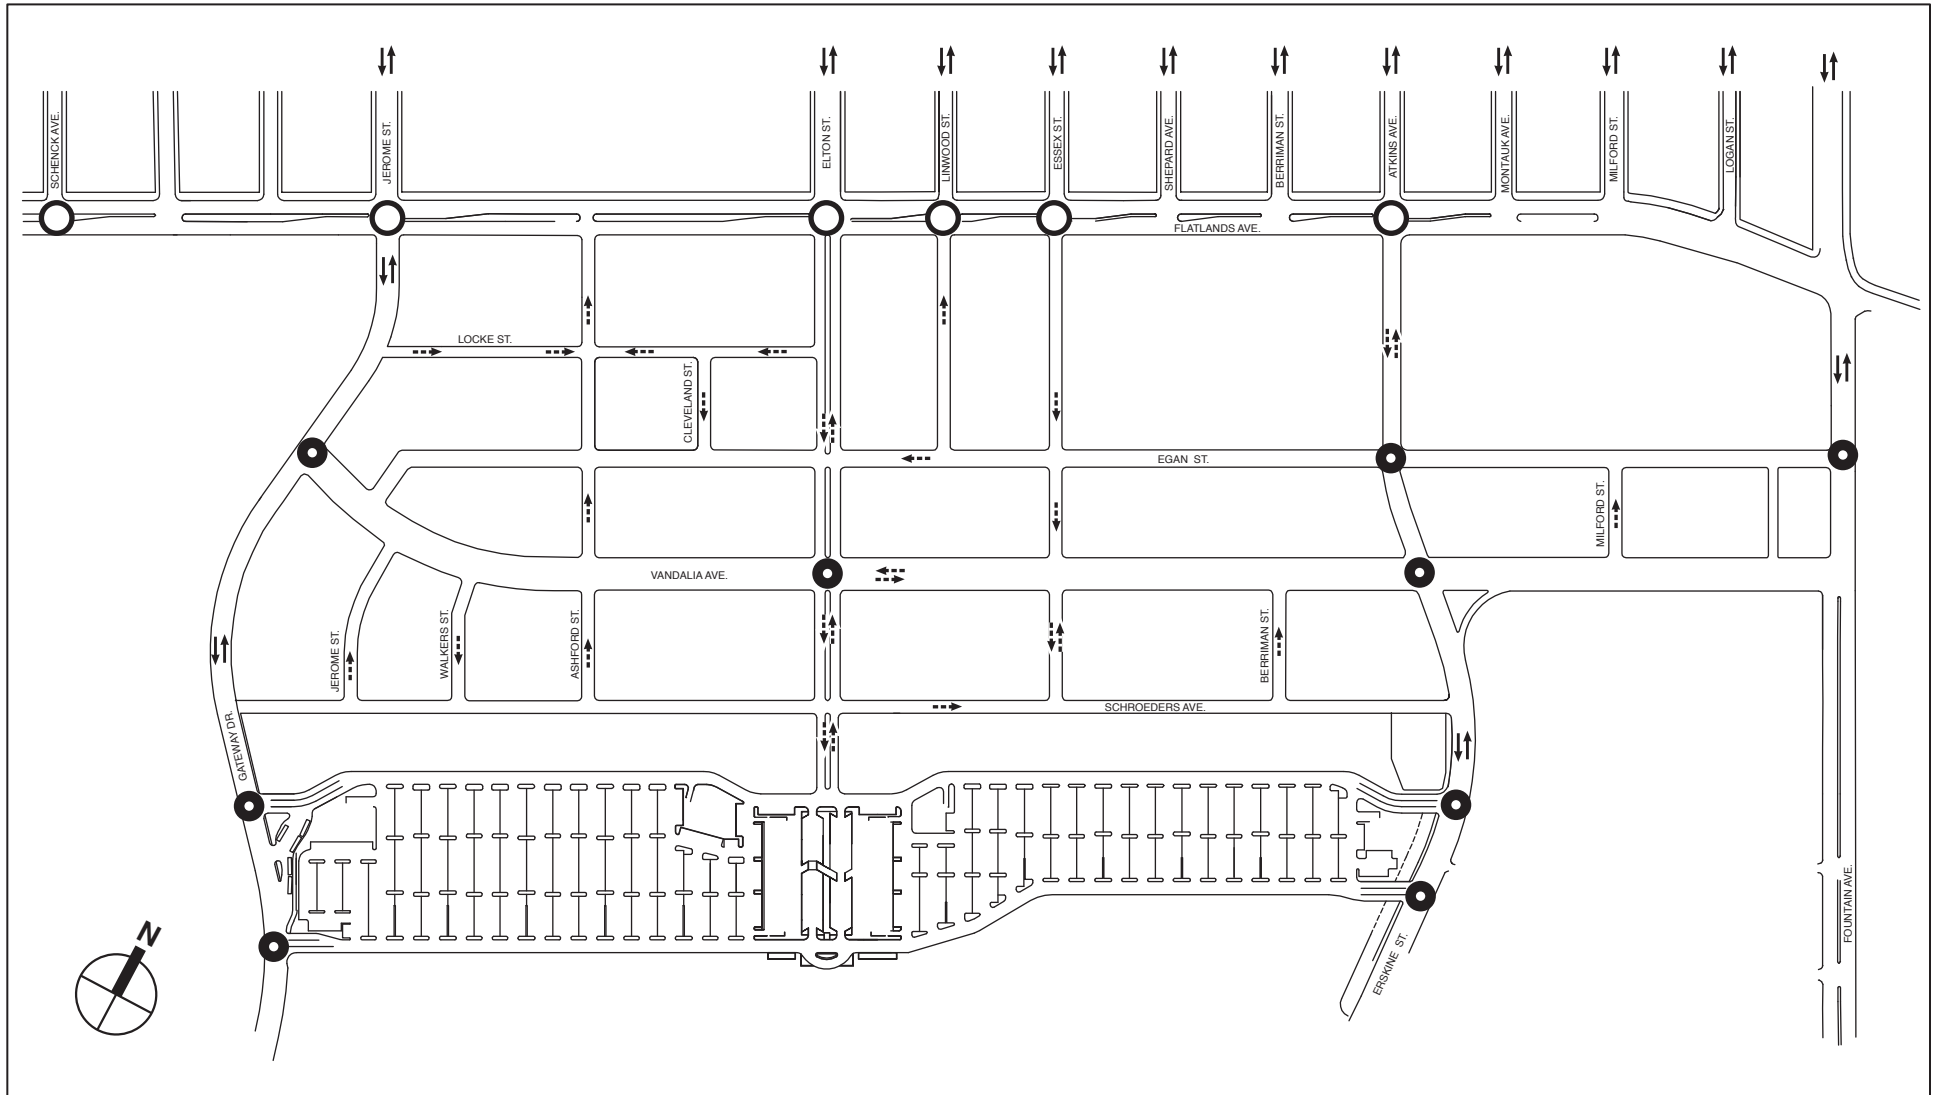 SCHENCK AVE.
JEROME ST.
ELTON ST.
LINWOOD ST.
ESSEX ST.
SHEPARD AVE.
BERRIMAN ST.
ATKINS AVE.
MONTAUK AVE.
MILFORD ST.
LOGAN ST.
FLATLANDS AVE.
LOCKE ST.
CLEVELAND ST.
EGAN ST.
MILFORD ST.
VANDALIA AVE.
JEROME ST.
WALKERS ST.
ASHFORD ST.
BERRIMAN ST.
SCHROEDERS AVE.
GATEWAY DR.
FOUNTAIN AVE.
ERSKINE ST.
N